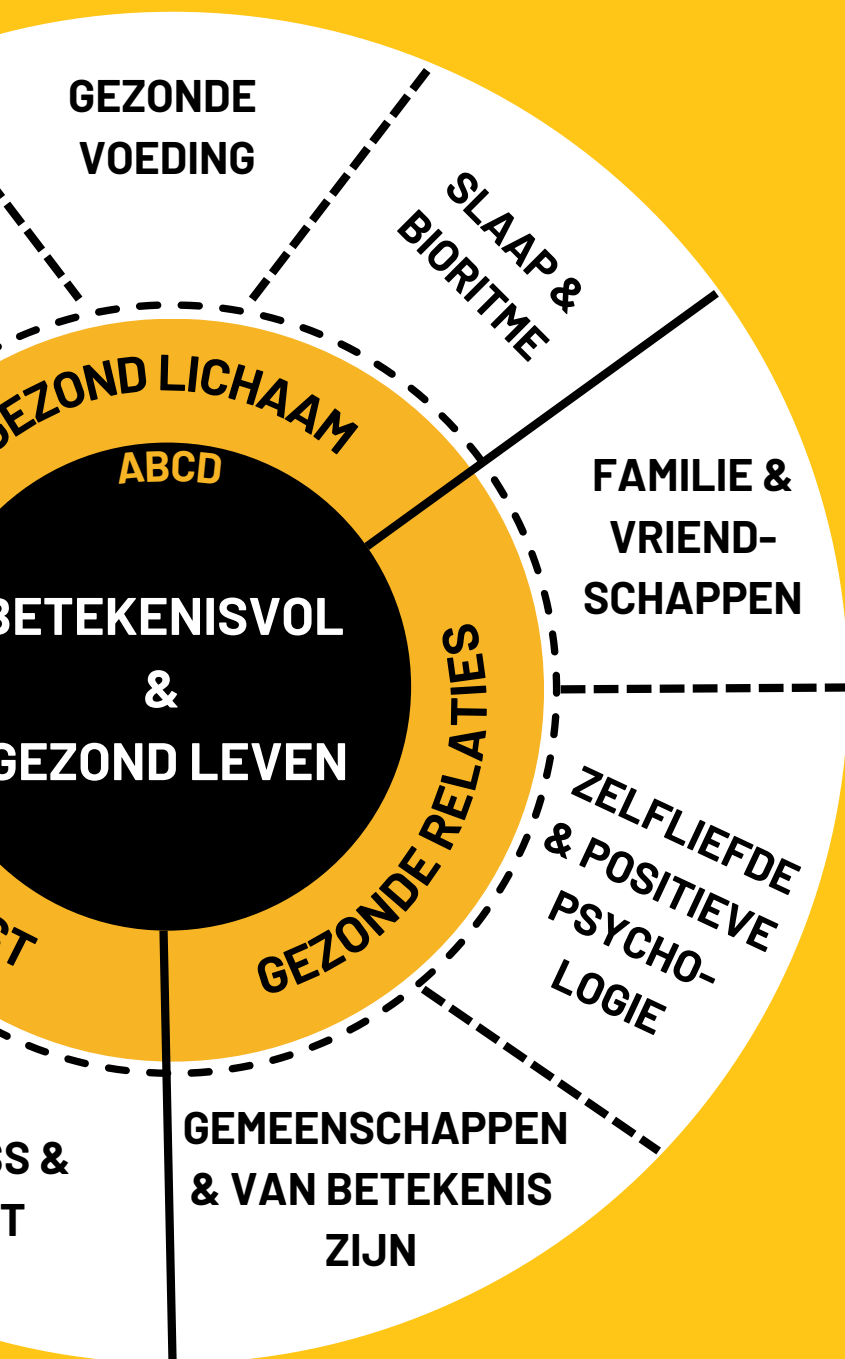 GEZONDE
VOEDING
SLAAP &
BIORITME
GEZOND LICHAAM
ABCD
FAMILIE &
VRIEND-
SCHAPPEN
BETEKENISVOL
&
GEZOND LEVEN
GEZONDE RELATIES
ZELFLIEFDE
& POSITIEVE
PSYCHO-
LOGIE
GEMEENSCHAPPEN
& VAN BETEKENIS
ZIJN
&